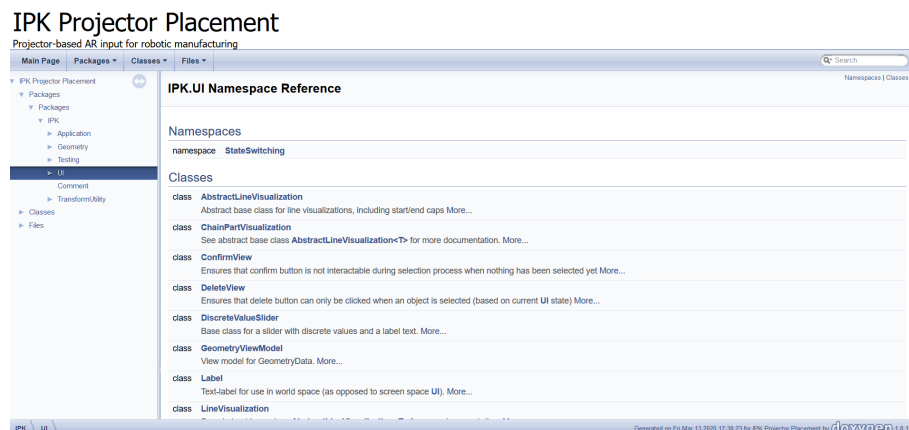 IPK Projector Placement
Projector-based AR input for robotic manufacturing
Main Page Packages Classes Files Search
IPK Projector Placement
Packages
Packages
IPK
Application
Geometry
Testing
UI
Comment
TransformUtility
Classes
Files
Namespaces | Classes
IPK.UI Namespace Reference
Namespaces
namespace StateSwitching
Classes
class AbstractLineVisualization
Abstract base class for line visualizations, including start/end caps More...
class ChainPartVisualization
See abstract base class AbstractLineVisualization<T> for more documentation. More...
class ConfirmView
Ensures that confirm button is not interactable during selection process when nothing has been selected yet More...
class DeleteView
Ensures that delete button can only be clicked when an object is selected (based on current UI state) More...
class DiscreteValueSlider
Base class for a slider with discrete values and a label text. More...
class GeometryViewModel
View model for GeometryData. More...
class Label
Text-label for use in world space (as opposed to screen space UI). More...
class LineVisualization
IPK UI
Generated on Fri Mar 13 2020 17:38:23 for IPK Projector Placement by doxygen